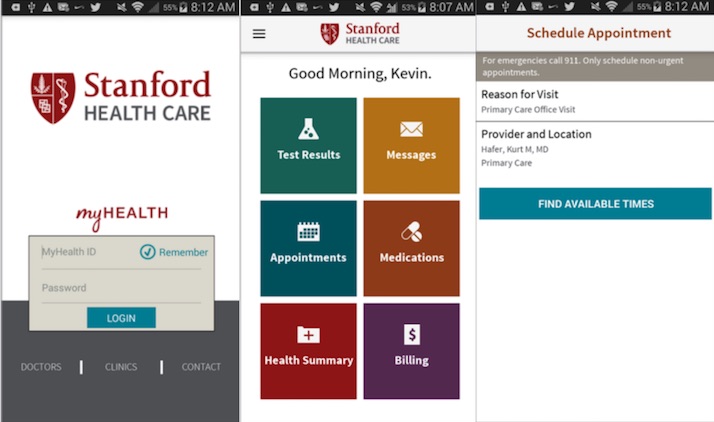 55% 8:12 AM
Stanford
HEALTH CARE
myHEALTH
MyHealth ID
Remember
Password
LOGIN
DOCTORS
CLINICS
CONTACT
53% 8:07 AM
Stanford
HEALTH CARE
Good Morning, Kevin.
Test Results
Messages
Appointments
Medications
Health Summary
Billing
55% 8:12 AM
Schedule Appointment
For emergencies call 911. Only schedule non-urgent
appointments.
Reason for Visit
Primary Care Office Visit
Provider and Location
Hafer, Kurt M, MD
Primary Care
FIND AVAILABLE TIMES